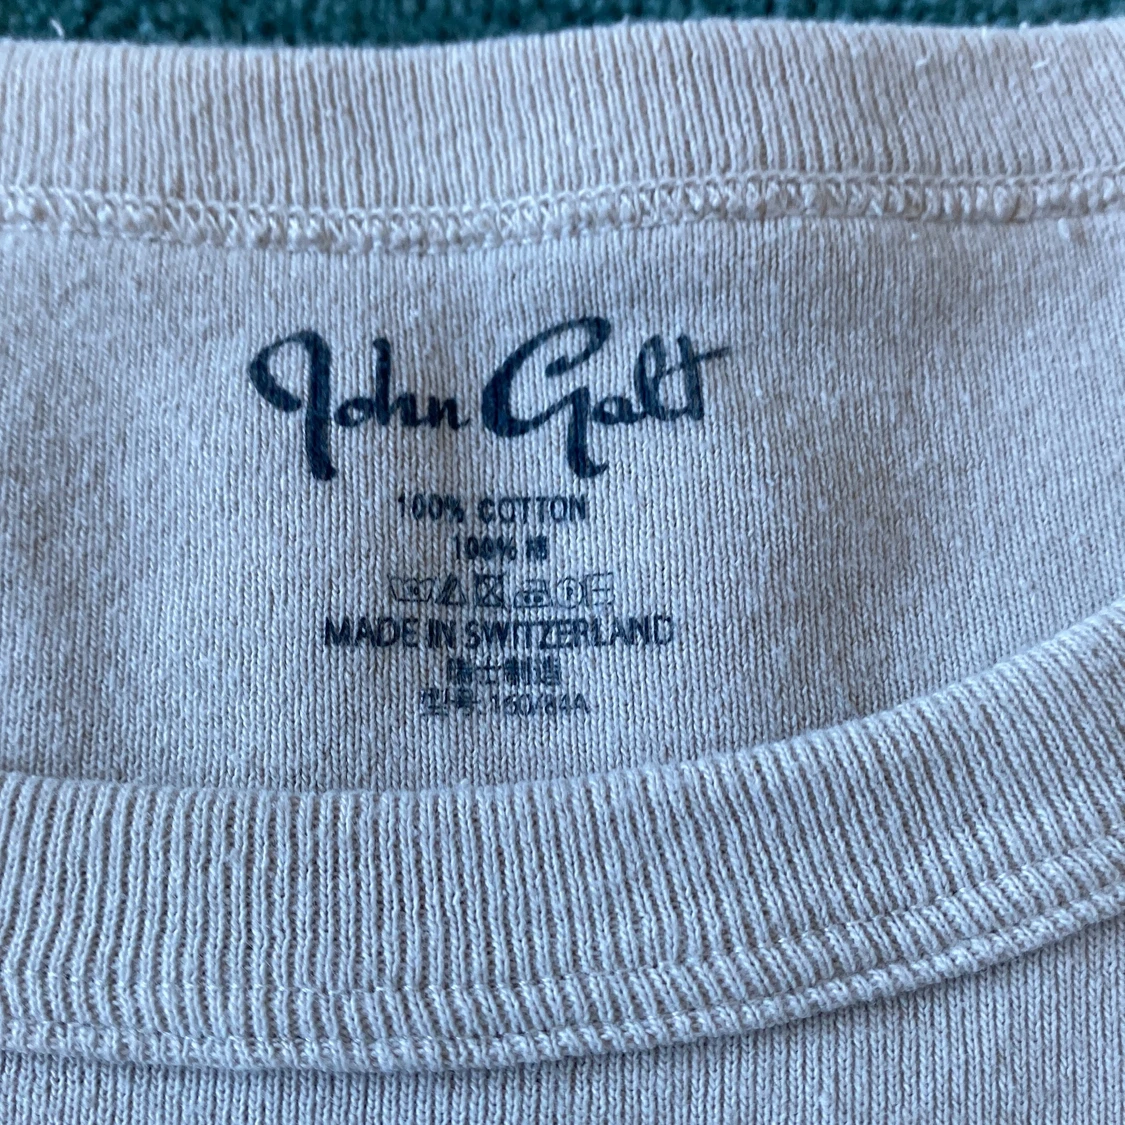 John Galt
100% COTTON
100% 棉
MADE IN SWITZERLAND
瑞士制造
型号:160/84A